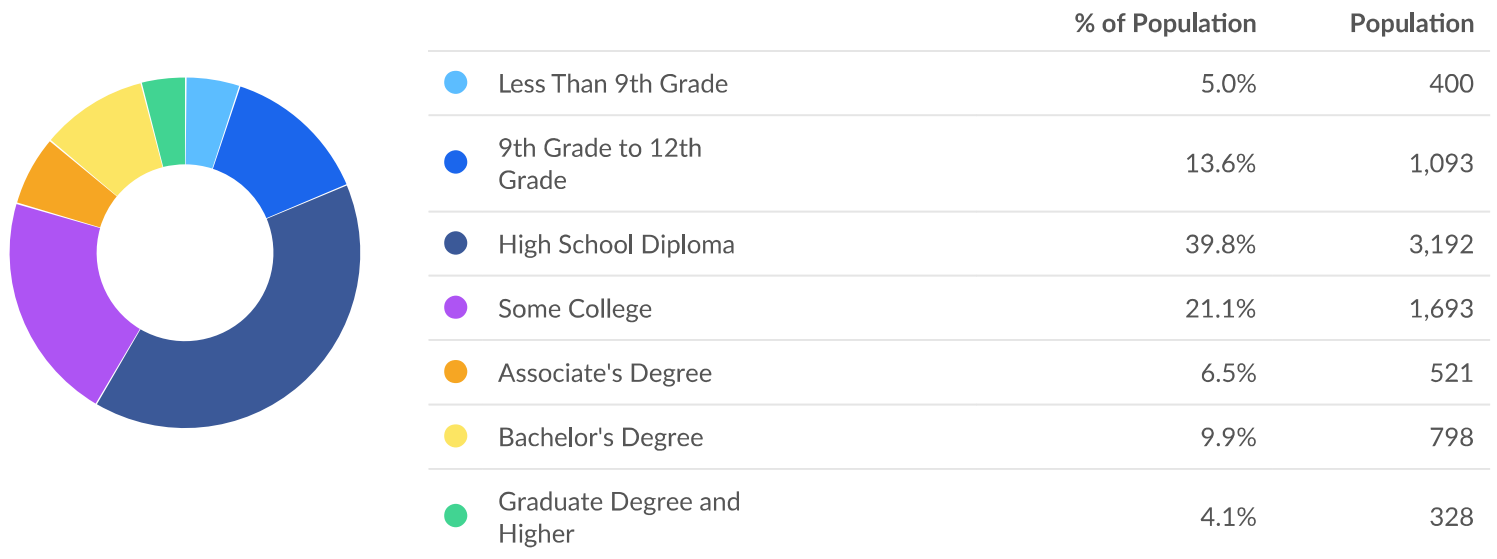 % of Population Population
Less Than 9th Grade 5.0% 400
9th Grade to 12th
Grade 13.6% 1,093
High School Diploma 39.8% 3,192
Some College 21.1% 1,693
Associate's Degree 6.5% 521
Bachelor's Degree 9.9% 798
Graduate Degree and
Higher 4.1% 328